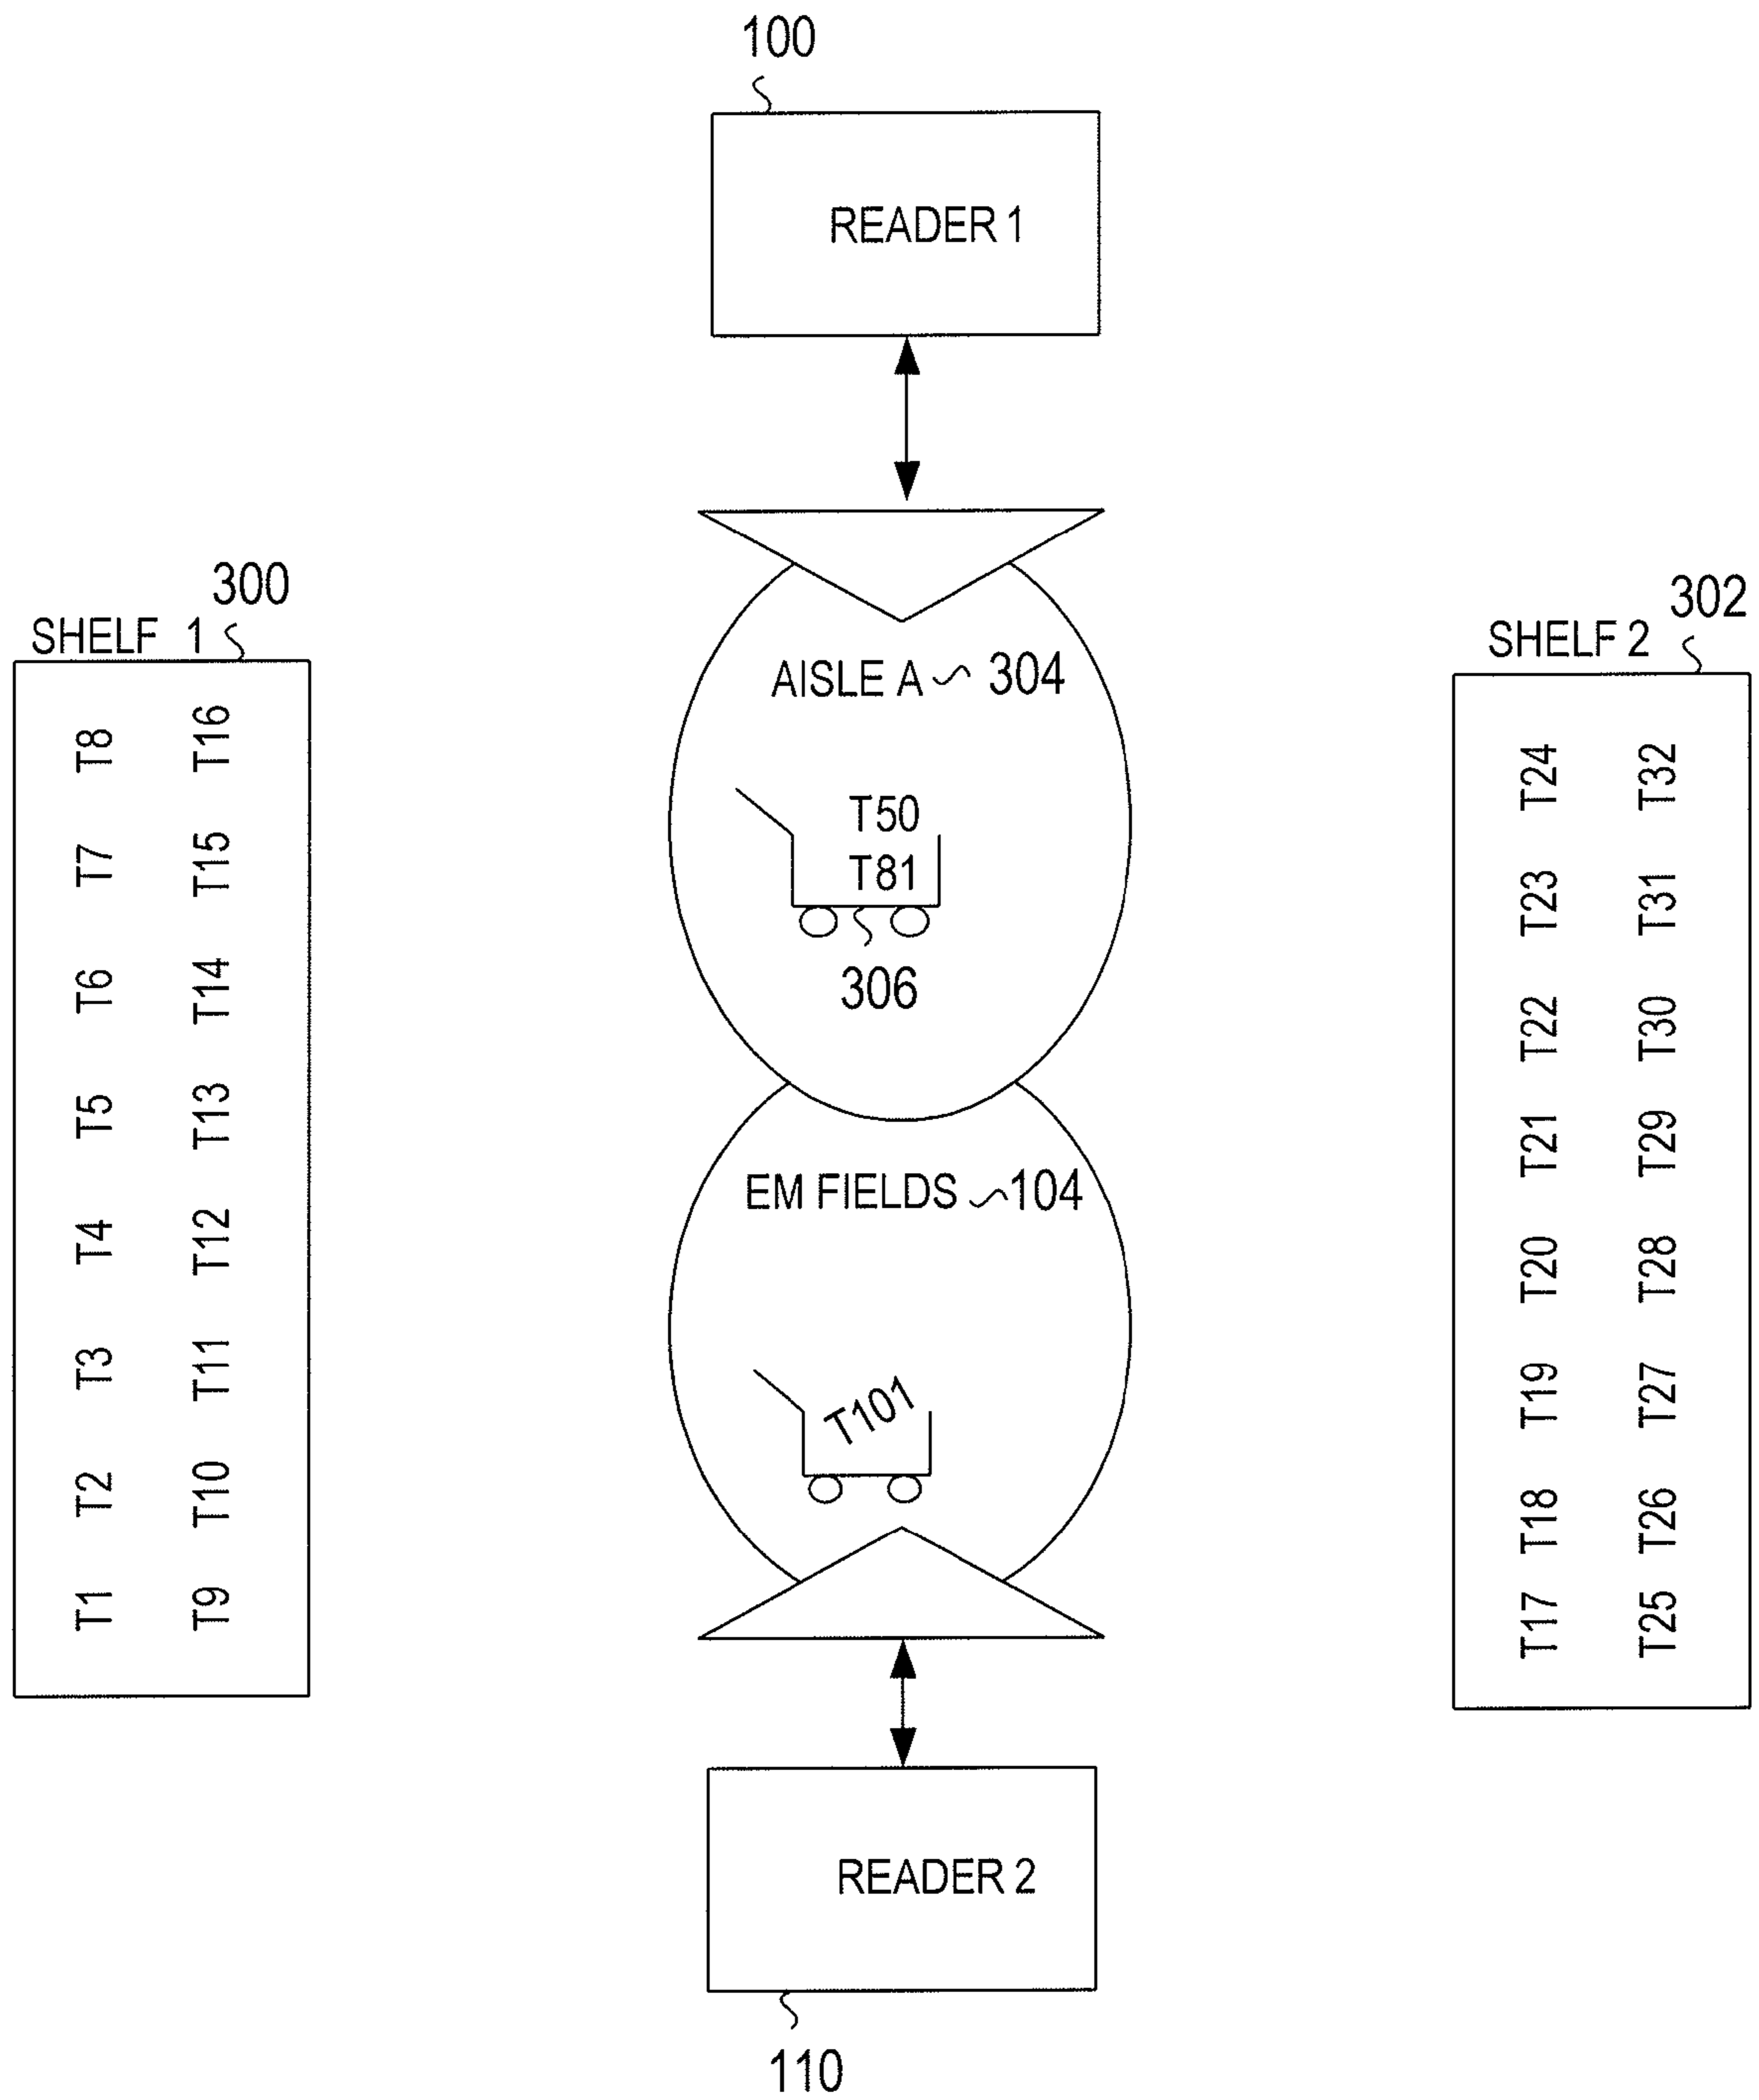 100
READER 1
300
SHELF 1
T8 T16
T7 T15
T6 T14
T5 T13
T4 T12
T3 T11
T2 T10
T1 T9
AISLE A 304
T50
T81
306
EM FIELDS 104
T101
302
SHELF 2
T24 T32
T23 T31
T22 T30
T21 T29
T20 T28
T19 T27
T18 T26
T17 T25
READER 2
110